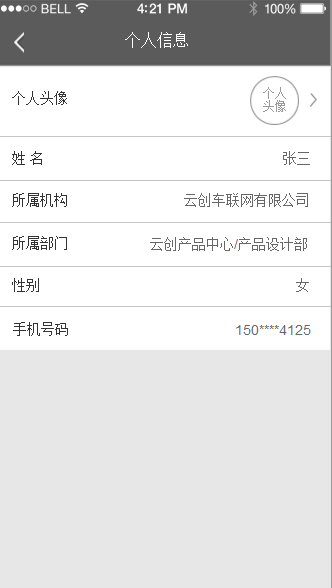 BELL 4:21 PM 100%
个人信息
个人头像 个人
头像
姓 名 张三
所属机构 云创车联网有限公司
所属部门 云创产品中心/产品设计部
性别 女
手机号码 150****4125